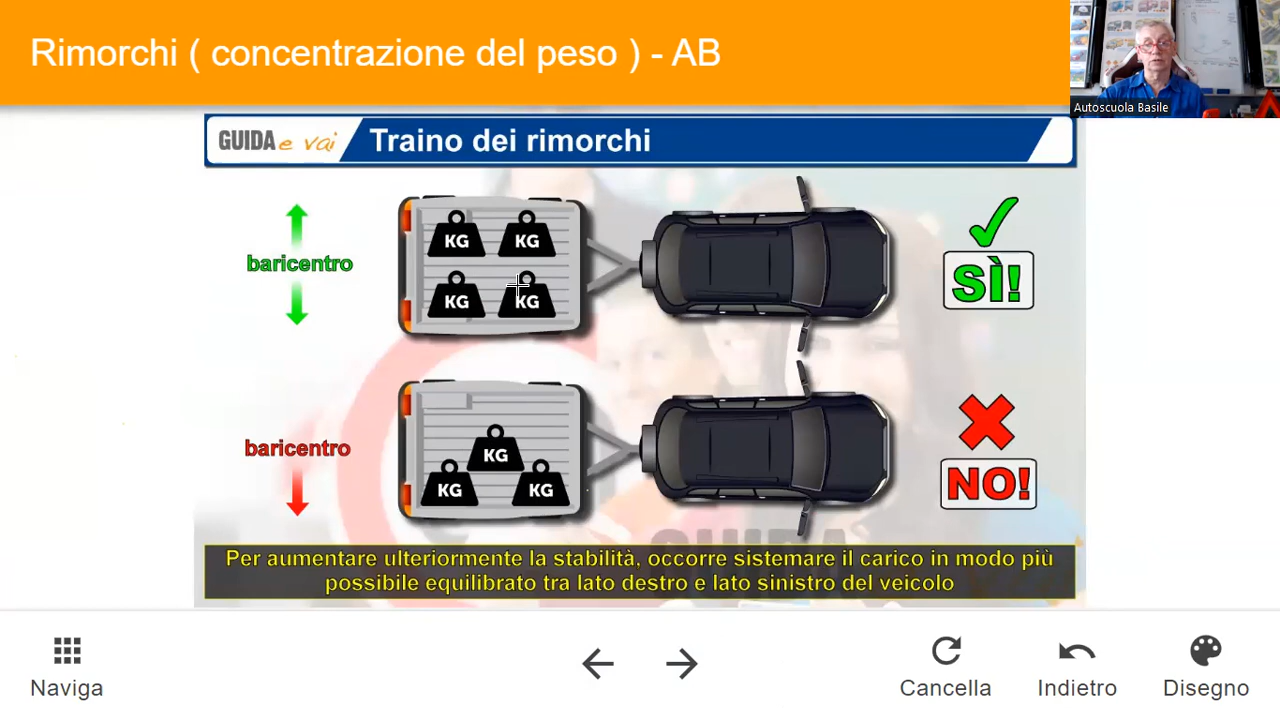 Rimorchi ( concentrazione del peso ) - AB
Autoscuola Basile
GUIDA e vai
Traino dei rimorchi
baricentro
KG KG
KG KG
SÌ!
baricentro
KG
KG KG
NO!
Per aumentare ulteriormente la stabilità, occorre sistemare il carico in modo più
possibile equilibrato tra lato destro e lato sinistro del veicolo
Naviga
Cancella
Indietro
Disegno